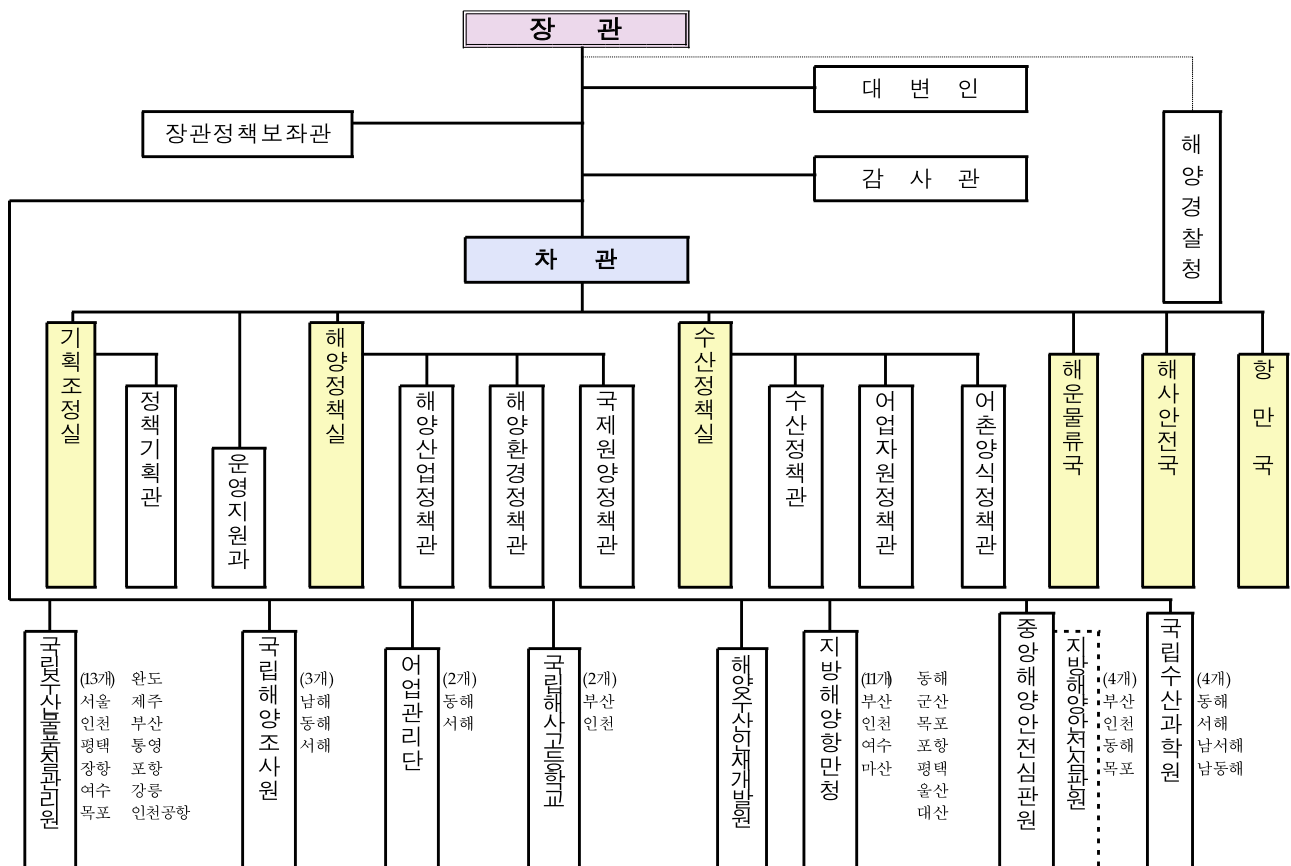 장 관
대 변 인
장관정책보좌관
해양경찰청
감 사 관
차 관
기획조정실
정책기획관
운영지원과
해양정책실
해양산업정책관
해양환경정책관
국제원양정책관
수산정책실
수산정책관
어업자원정책관
어촌양식정책관
해운물류국
해사안전국
항 만 국
국립수산물품질관리원
(13개) 완도
서울 제주
인천 부산
평택 통영
장항 포항
여수 강릉
목포 인천공항
국립해양조사원
(3개)
남해
동해
서해
어업관리단
(2개)
동해
서해
국립해사고등학교
(2개)
부산
인천
해양수산인재개발원
지방해양항만청
(11개) 동해
부산 군산
인천 목포
여수 포항
마산 평택
울산
대산
중앙해양안전심판원
지방해양안전심판원
(4개)
부산
인천
동해
목포
국립수산과학원
(4개)
동해
서해
남서해
남동해